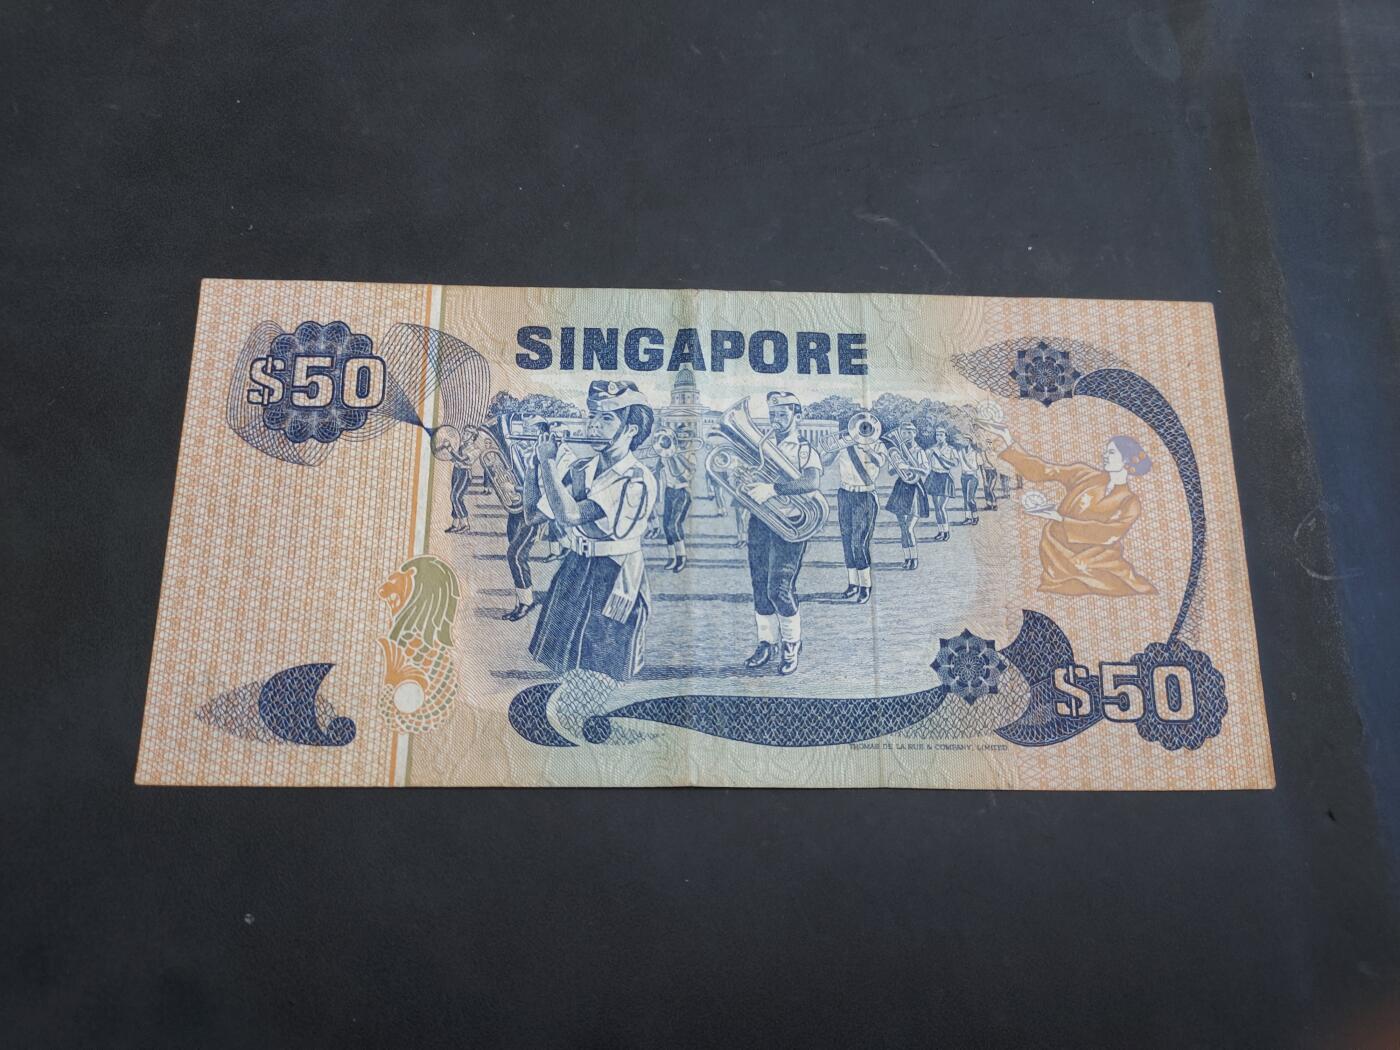 $50
SINGAPORE
$50
THOMAS DE LA RUE & COMPANY, LIMITED